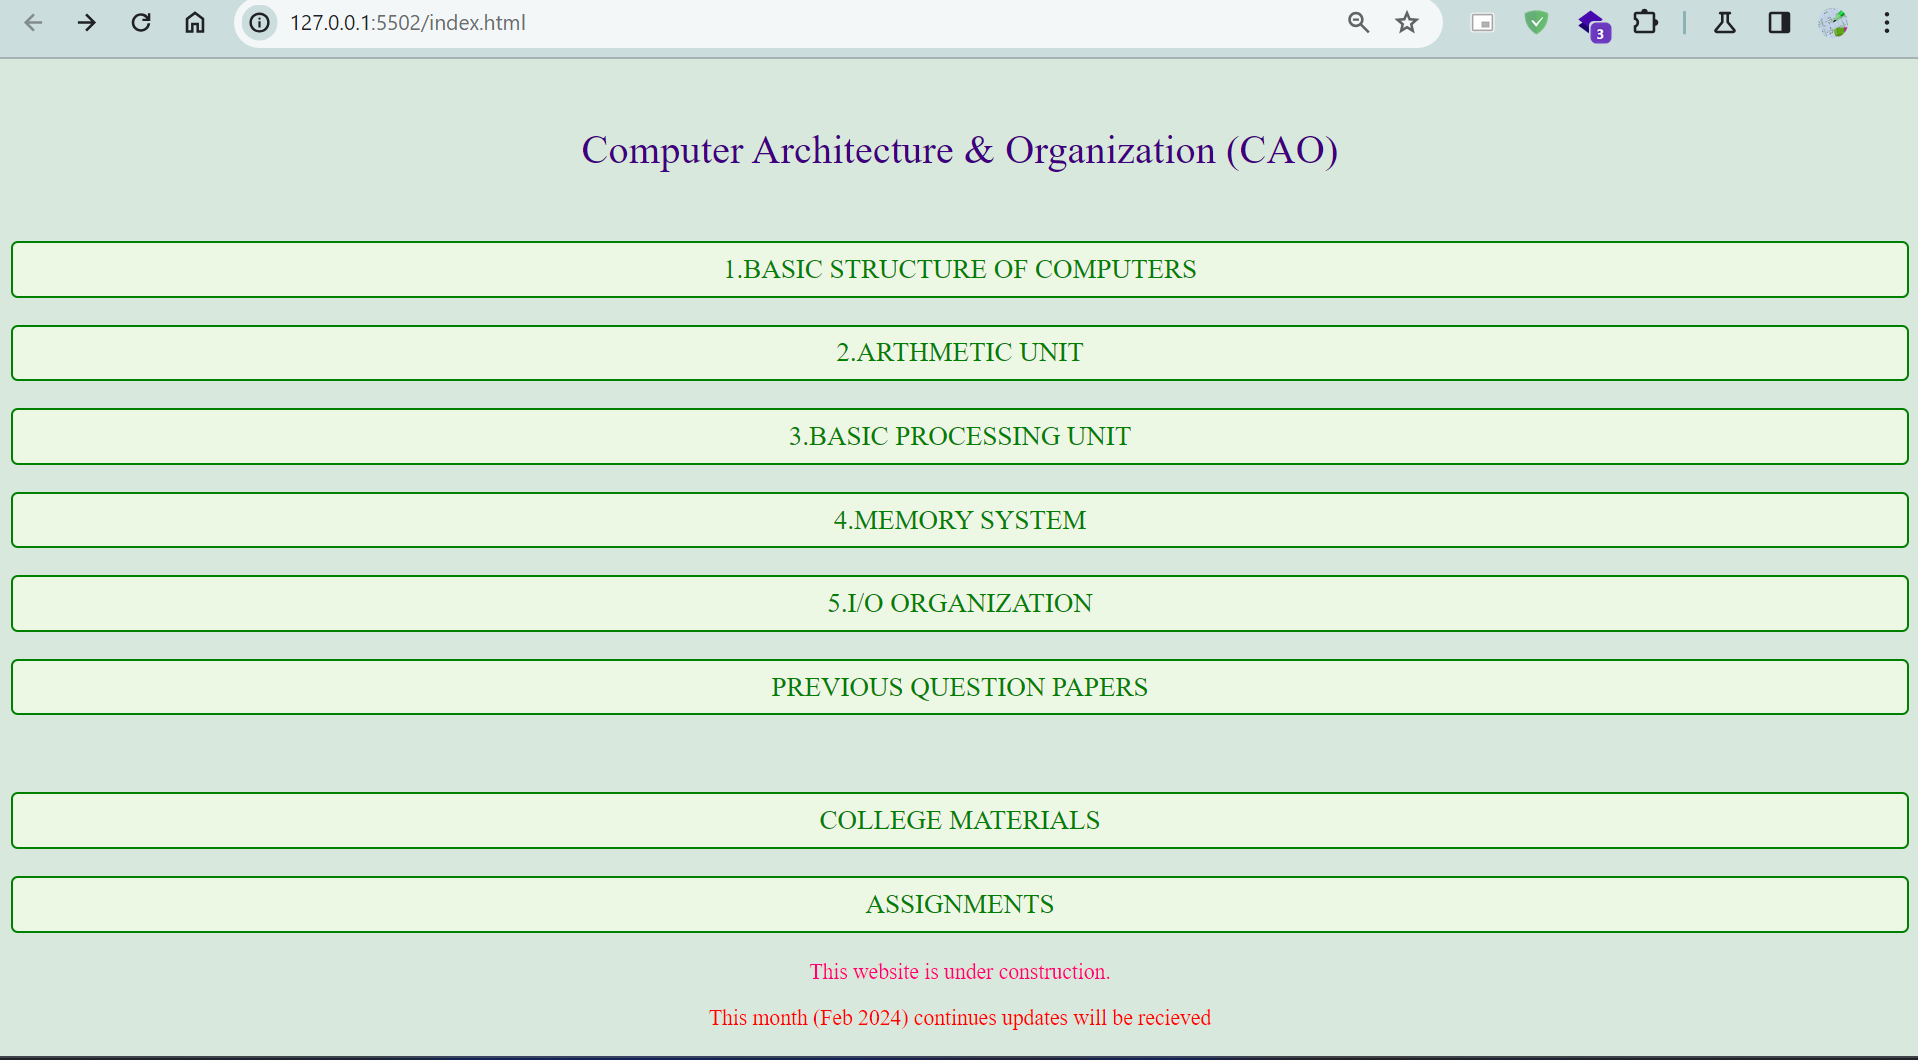 127.0.0.1:5502/index.html
3
Computer Architecture & Organization (CAO)
1.BASIC STRUCTURE OF COMPUTERS
2.ARTHMETIC UNIT
3.BASIC PROCESSING UNIT
4.MEMORY SYSTEM
5.I/O ORGANIZATION
PREVIOUS QUESTION PAPERS
COLLEGE MATERIALS
ASSIGNMENTS
This website is under construction.
This month (Feb 2024) continues updates will be recieved